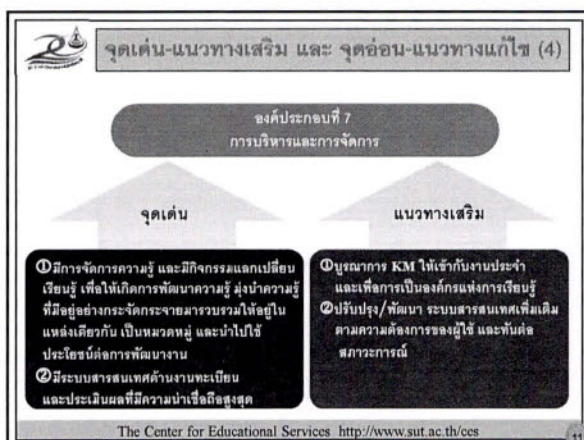 จุดเด่น-แนวทางเสริม และ จุดอ่อน-แนวทางแก้ไข (4)
องค์ประกอบที่ 7
การบริหารและการจัดการ
จุดเด่น
①มีการจัดการความรู้ และมีกิจกรรมแลกเปลี่ยน
เรียนรู้ เพื่อให้เกิดการพัฒนาความรู้ มุ่งนำความรู้
ที่มีอยู่อย่างกระจัดกระจายมารวบรวมให้อยู่ใน
แหล่งเดียวกัน เป็นหมวดหมู่ และนำไปใช้
ประโยชน์ต่อการพัฒนางาน
②มีระบบสารสนเทศด้านงานทะเบียน
และประเมินผลที่มีความน่าเชื่อถือสูงสุด
แนวทางเสริม
①บูรณาการ KM ให้เข้ากับงานประจำ
และเพื่อการเป็นองค์กรแห่งการเรียนรู้
②ปรับปรุง/พัฒนา ระบบสารสนเทศเพิ่มเติม
ตามความต้องการของผู้ใช้ และทันต่อ
สภาวะการณ์
The Center for Educational Services http://www.sut.ac.th/ces